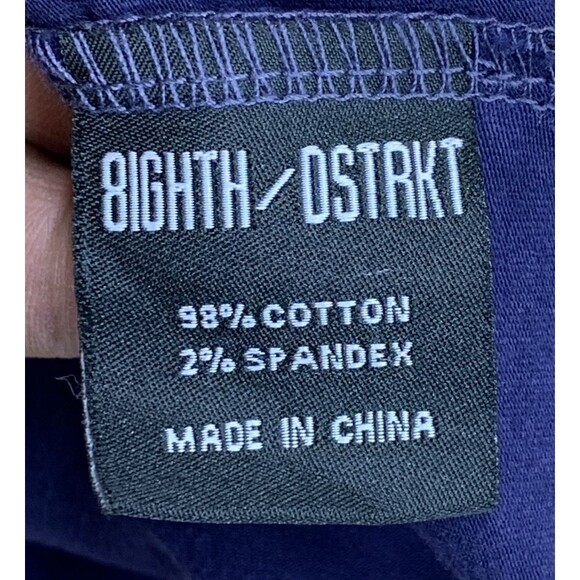 8IGHTH/DSTRKT
98% COTTON
2% SPANDEX
MADE IN CHINA